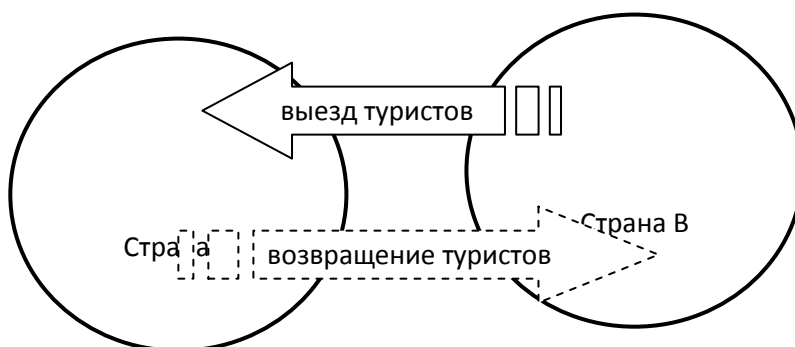 выезд туристов
Страна В
Стра а
возвращение туристов